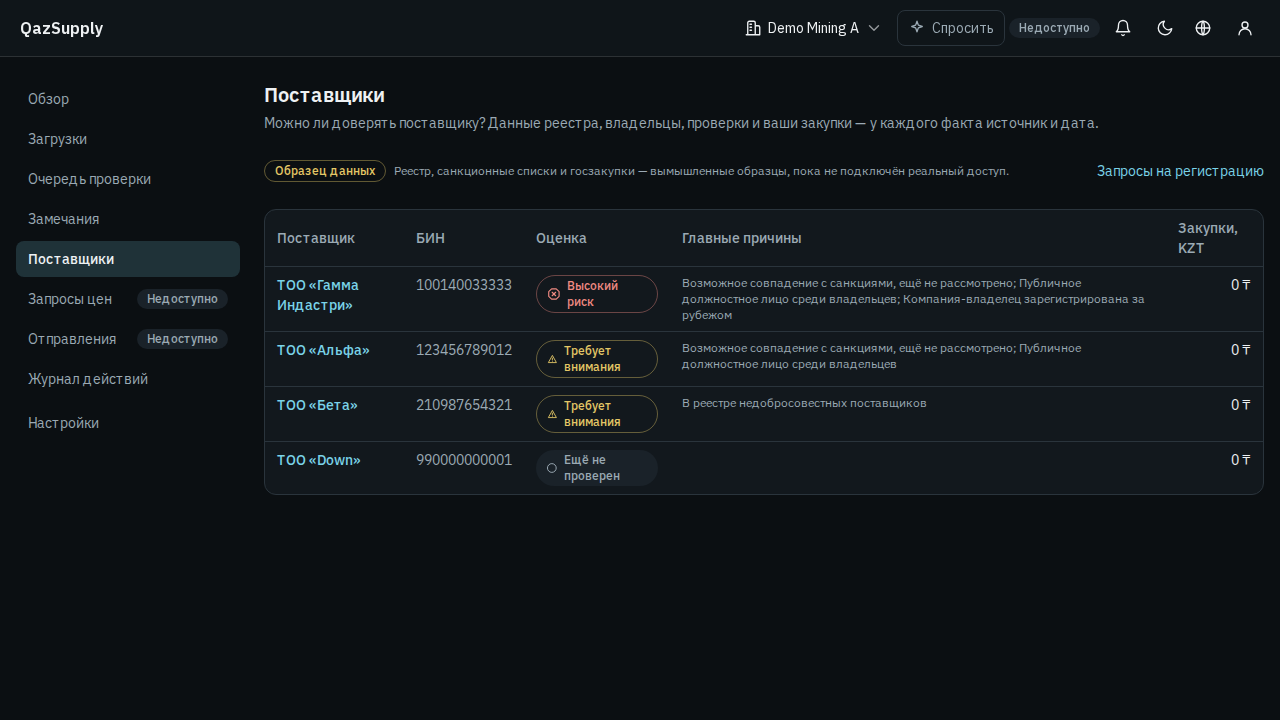 QazSupply
Demo Mining A
Спросить
Недоступно
Обзор
Загрузки
Очередь проверки
Замечания
Поставщики
Запросы цен
Недоступно
Отправления
Недоступно
Журнал действий
Настройки
Поставщики
Можно ли доверять поставщику? Данные реестра, владельцы, проверки и ваши закупки — у каждого факта источник и дата.
Образец данных
Реестр, санкционные списки и госзакупки — вымышленные образцы, пока не подключён реальный доступ.
Запросы на регистрацию
Поставщик
БИН
Оценка
Главные причины
Закупки,
KZT
ТОО «Гамма
Индастри»
100140033333
Высокий
риск
Возможное совпадение с санкциями, ещё не рассмотрено; Публичное
должностное лицо среди владельцев; Компания-владелец зарегистрирована за
рубежом
0 ₸
ТОО «Альфа»
123456789012
Требует
внимания
Возможное совпадение с санкциями, ещё не рассмотрено; Публичное
должностное лицо среди владельцев
0 ₸
ТОО «Бета»
210987654321
Требует
внимания
В реестре недобросовестных поставщиков
0 ₸
ТОО «Down»
990000000001
Ещё не
проверен
0 ₸